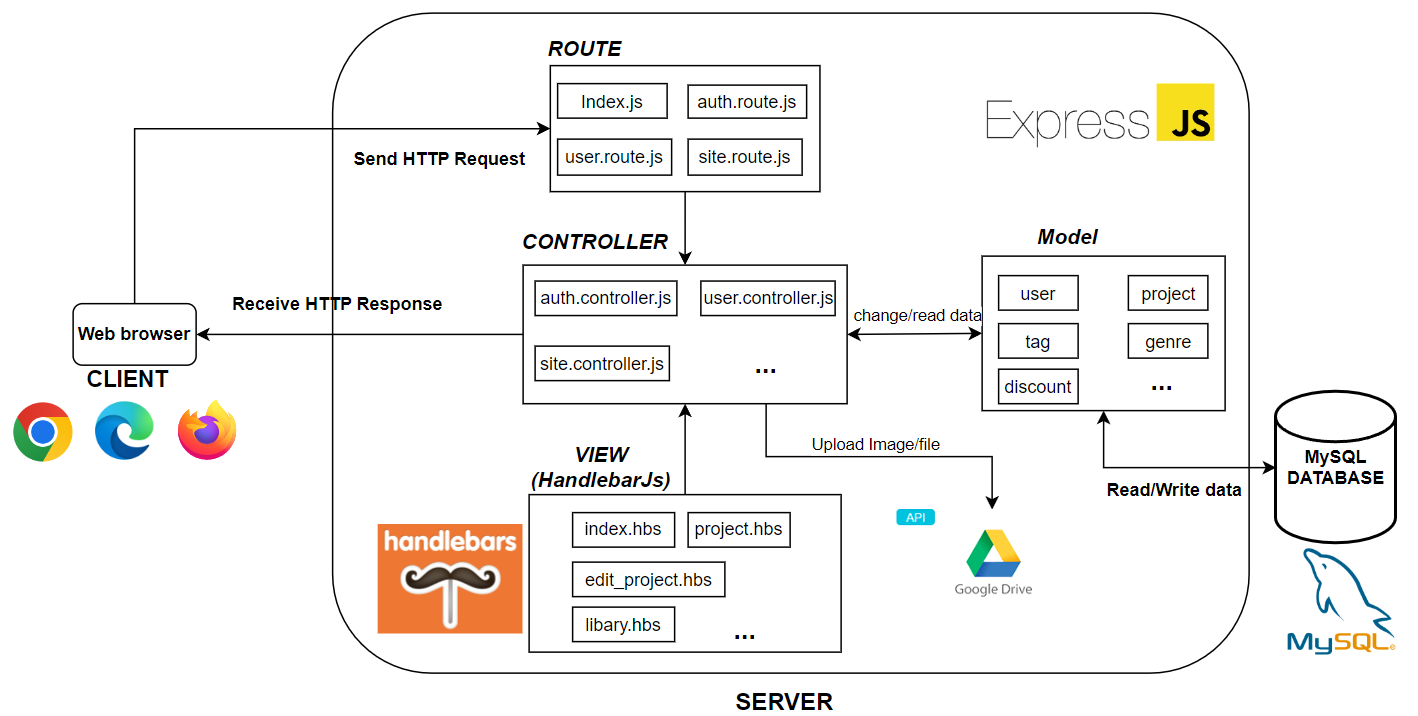 ROUTE
Index.js
auth.route.js
user.route.js
site.route.js
Express
JS
Send HTTP Request
CONTROLLER
auth.controller.js
user.controller.js
site.controller.js
...
Model
user
project
tag
genre
discount
...
change/read data
Receive HTTP Response
Web browser
CLIENT
Upload Image/file
VIEW
(HandlebarJs)
index.hbs
project.hbs
edit_project.hbs
libary.hbs
...
handlebars
API
Google Drive
Read/Write data
MySQL
DATABASE
MySQL
SERVER